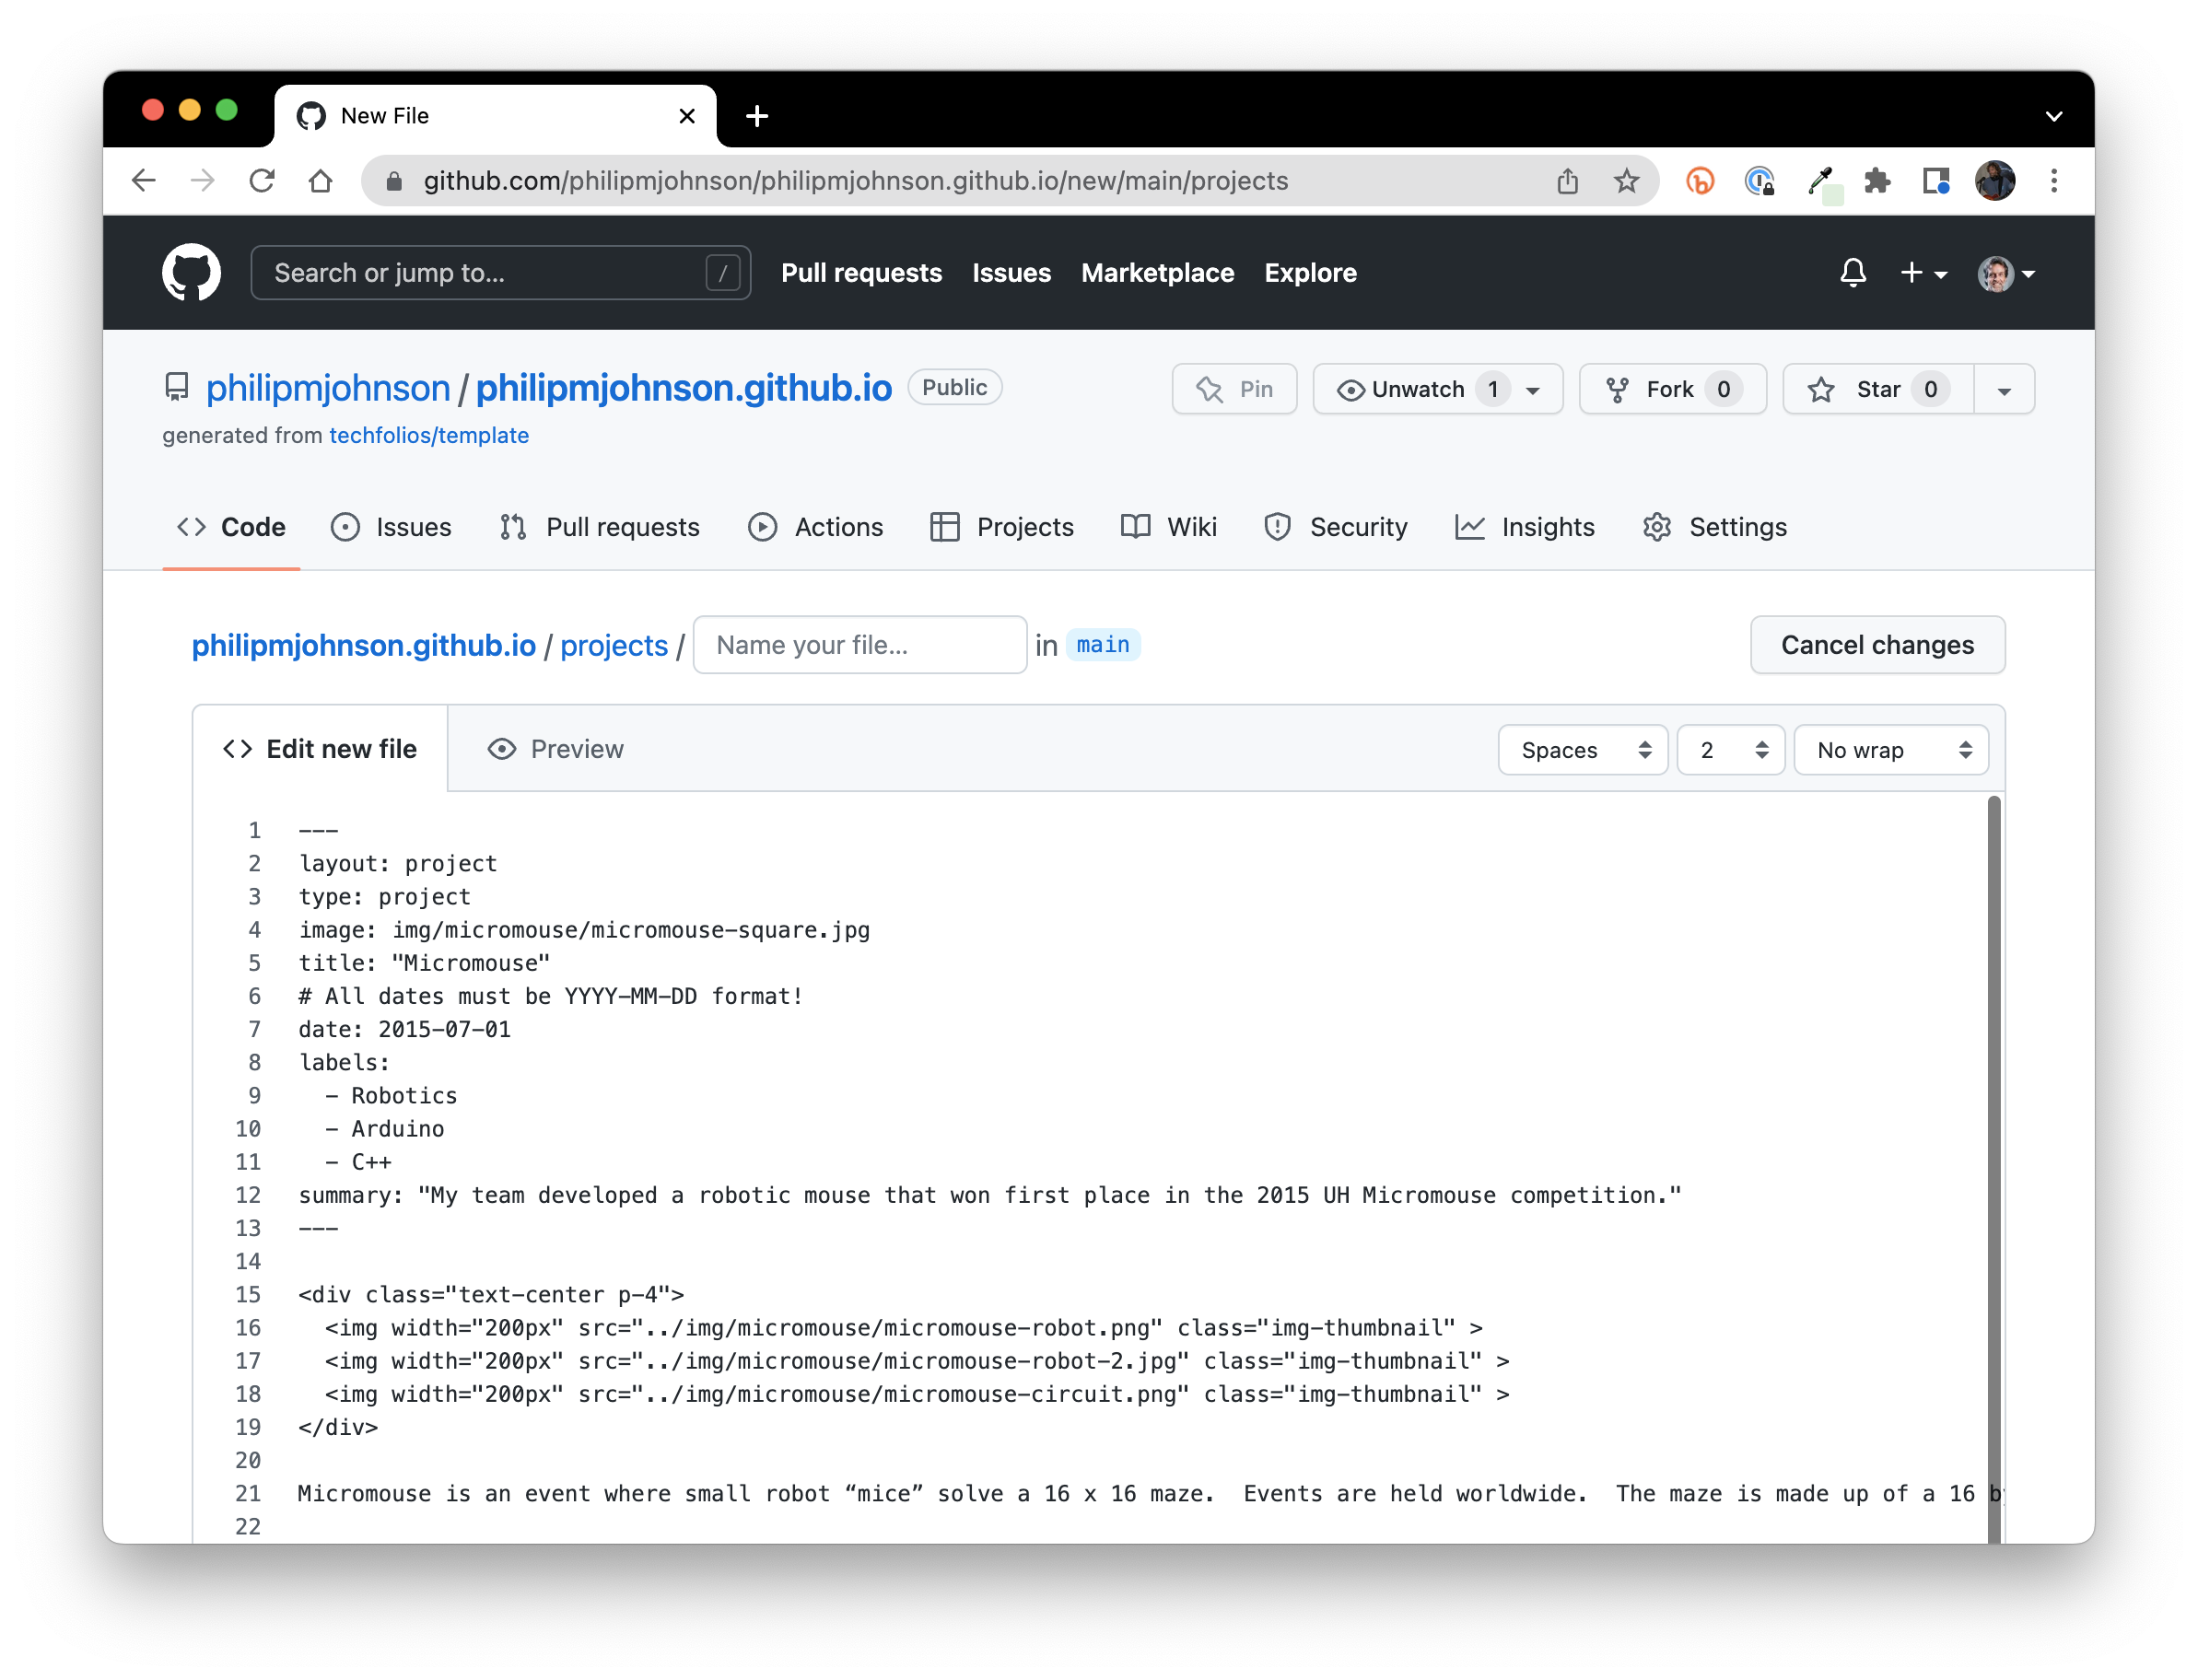 New File
github.com/philipmjohnson/philipmjohnson.github.io/new/main/projects
Search or jump to... / Pull requests Issues Marketplace Explore
philipmjohnson / philipmjohnson.github.io Public Pin Unwatch 1 Fork 0 Star 0
generated from techfolios/template
Code Issues Pull requests Actions Projects Wiki Security Insights Settings
philipmjohnson.github.io / projects / Name your file... in main Cancel changes
Edit new file Preview Spaces 2 No wrap
1 ---
2 layout: project
3 type: project
4 image: img/micromouse/micromouse-square.jpg
5 title: "Micromouse"
6 # All dates must be YYYY-MM-DD format!
7 date: 2015-07-01
8 labels:
9   - Robotics
10   - Arduino
11   - C++
12 summary: "My team developed a robotic mouse that won first place in the 2015 UH Micromouse competition."
13 ---
14
15 <div class="text-center p-4">
16   <img width="200px" src="../img/micromouse/micromouse-robot.png" class="img-thumbnail" >
17   <img width="200px" src="../img/micromouse/micromouse-robot-2.jpg" class="img-thumbnail" >
18   <img width="200px" src="../img/micromouse/micromouse-circuit.png" class="img-thumbnail" >
19 </div>
20
21 Micromouse is an event where small robot “mice” solve a 16 x 16 maze.  Events are held worldwide.  The maze is made up of a 16
22